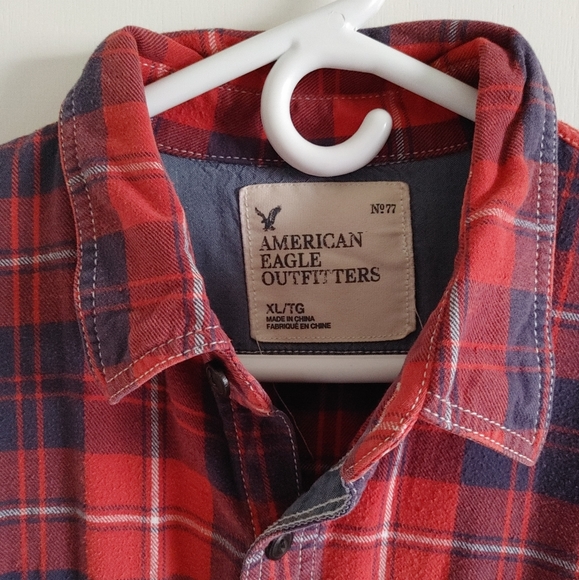 Nº77
AMERICAN
EAGLE
OUTFITTERS
XL/TG
MADE IN CHINA
FABRIQUÉ EN CHINE